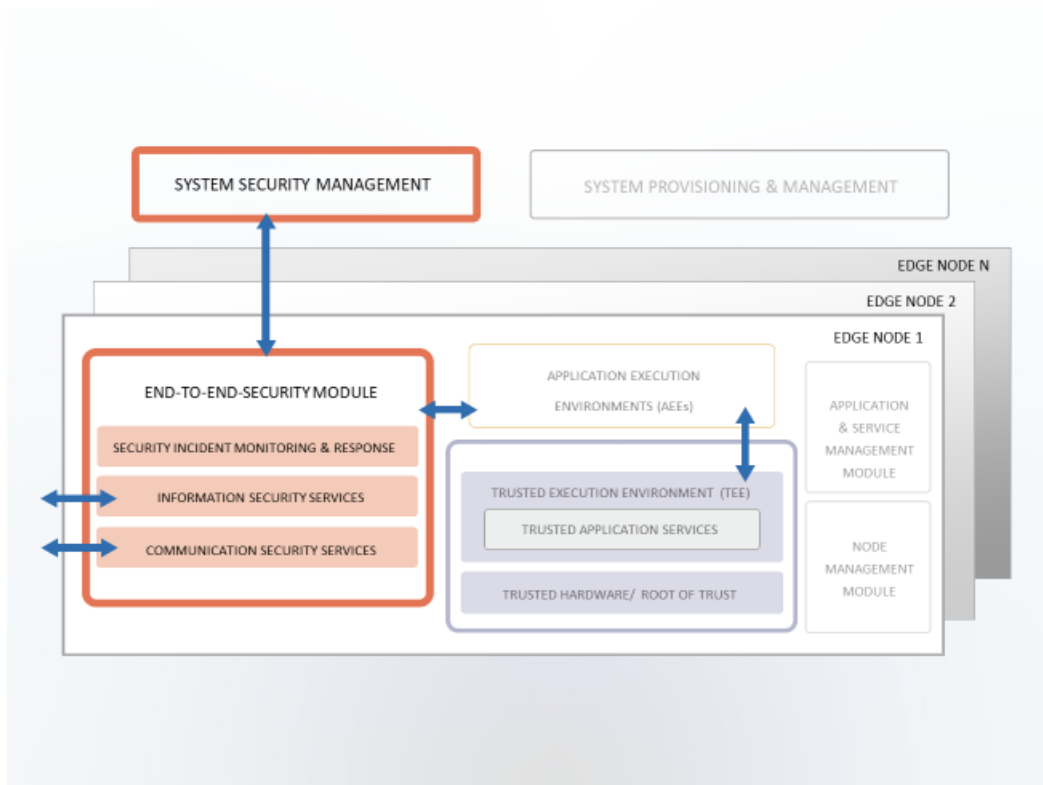 SYSTEM SECURITY MANAGEMENT
SYSTEM PROVISIONING & MANAGEMENT
EDGE NODE N
EDGE NODE 2
EDGE NODE 1
END-TO-END-SECURITY MODULE
SECURITY INCIDENT MONITORING & RESPONSE
INFORMATION SECURITY SERVICES
COMMUNICATION SECURITY SERVICES
APPLICATION EXECUTION
ENVIRONMENTS (AEEs)
TRUSTED EXECUTION ENVIRONMENT (TEE)
TRUSTED APPLICATION SERVICES
TRUSTED HARDWARE/ ROOT OF TRUST
APPLICATION
& SERVICE
MANAGEMENT
MODULE
NODE
MANAGEMENT
MODULE